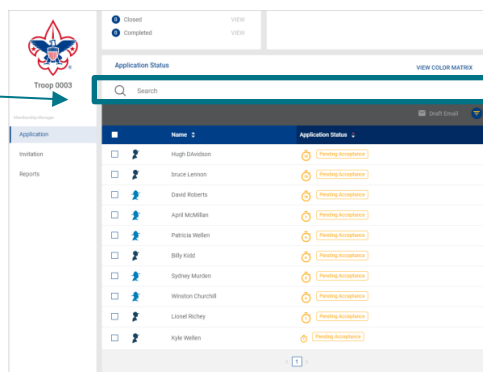 0 Closed VIEW
0 Completed VIEW
Application Status VIEW COLOR MATRIX
Troop 0003
Search
Membership Manager
Draft Email
Application
Name Application Status
Invitation
Hugh DAvidson Pending Acceptance
Reports
bruce Lennon Pending Acceptance
David Roberts Pending Acceptance
April McMillan Pending Acceptance
Patricia Wellen Pending Acceptance
Billy Kidd Pending Acceptance
Sydney Murden Pending Acceptance
Winston Churchill Pending Acceptance
Lionel Richey Pending Acceptance
Kyle Wellen Pending Acceptance
1